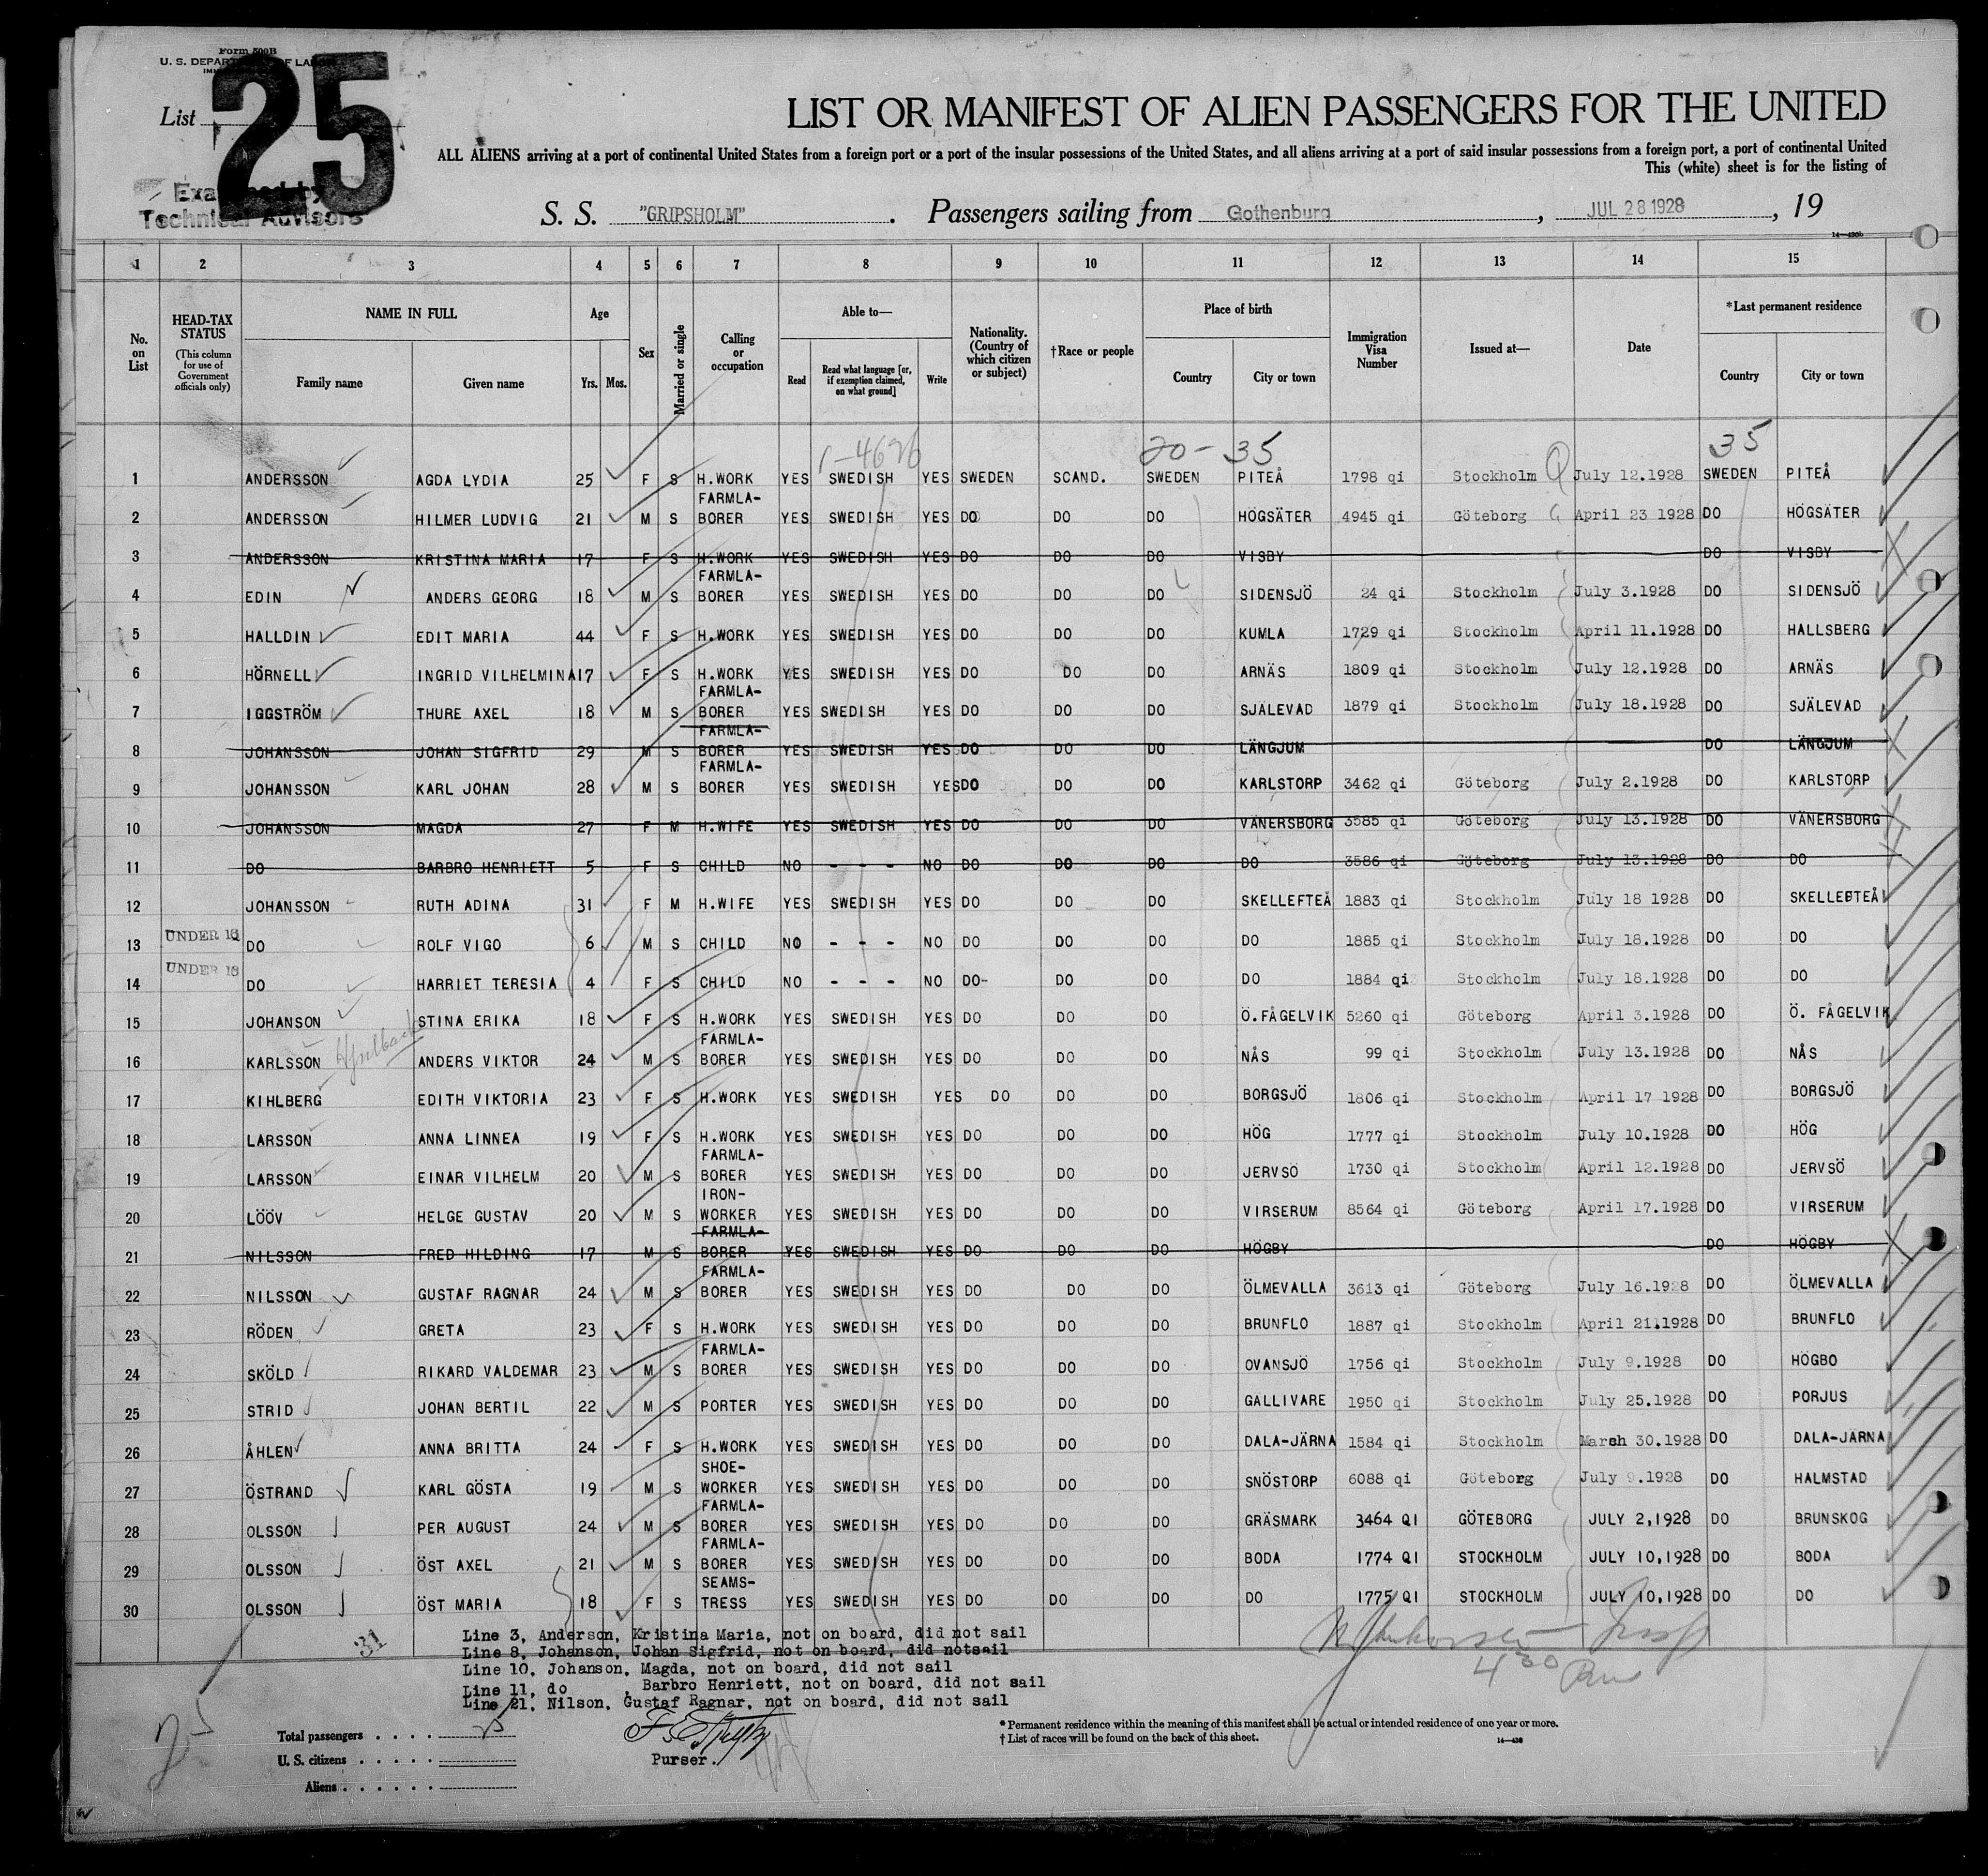 Form 500B
U. S. DEPARTMENT OF LABOR
List 25
Examined by
Technical Advisors
LIST OR MANIFEST OF ALIEN PASSENGERS FOR THE UNITED
ALL ALIENS arriving at a port of continental United States from a foreign port or a port of the insular possessions of the United States, and all aliens arriving at a port of said insular possessions from a foreign port, a port of continental United
This (white) sheet is for the listing of
S. S. "GRIPSHOLM". Passengers sailing from Gothenburg, JUL 28 1928, 19
14—430b
1 2 3 4 5 6 7 8 9 10 11 12 13 14 15
No. on List
HEAD-TAX STATUS (This column for use of Government officials only)
NAME IN FULL
Family name Given name
Age
Yrs. Mos.
Sex
Married or single
Calling or occupation
Able to—
Read Read what language [or, if exemption claimed, on what ground] Write
Nationality. (Country of which citizen or subject)
†Race or people
Place of birth
Country City or town
Immigration Visa Number
Issued at—
Date
*Last permanent residence
Country City or town
20 - 35 35
1 ANDERSSON AGDA LYDIA 25 F S H.WORK YES SWEDISH YES SWEDEN SCAND. SWEDEN PITEÅ 1798 qi Stockholm July 12.1928 SWEDEN PITEÅ
2 ANDERSSON HILMER LUDVIG 21 M S FARMLA-BORER YES SWEDISH YES DO DO DO HÖGSÄTER 4945 qi Göteborg April 23 1928 DO HÖGSÄTER
3 ANDERSSON KRISTINA MARIA 17 F S H.WORK YES SWEDISH YES DO DO DO VISBY DO VISBY
4 EDIN ANDERS GEORG 18 M S FARMLA-BORER YES SWEDISH YES DO DO DO SIDENSJÖ 24 qi Stockholm July 3.1928 DO SIDENSJÖ
5 HALLDIN EDIT MARIA 44 F S H.WORK YES SWEDISH YES DO DO DO KUMLA 1729 qi Stockholm April 11.1928 DO HALLSBERG
6 HÖRNELL INGRID VILHELMINA 17 F S H.WORK YES SWEDISH YES DO DO DO ARNÄS 1809 qi Stockholm July 12.1928 DO ARNÄS
7 IGGSTRÖM THURE AXEL 18 M S FARMLA-BORER YES SWEDISH YES DO DO DO SJÄLEVAD 1879 qi Stockholm July 18.1928 DO SJÄLEVAD
8 JOHANSSON JOHAN SIGFRID 29 M S FARMLA-BORER YES SWEDISH YES DO DO DO LÄNGJUM DO LÄNGJUM
9 JOHANSSON KARL JOHAN 28 M S FARMLA-BORER YES SWEDISH YES DO DO DO KARLSTORP 3462 qi Göteborg July 2.1928 DO KARLSTORP
10 JOHANSSON MAGDA 27 F M H.WIFE YES SWEDISH YES DO DO DO VÄNERSBORG 3585 qi Göteborg July 13.1928 DO VÄNERSBORG
11 DO BARBRO HENRIETT 5 F S CHILD NO - - - NO DO DO DO DO 3586 qi Göteborg July 13.1928 DO DO
12 JOHANSSON RUTH ADINA 31 F M H.WIFE YES SWEDISH YES DO DO DO SKELLEFTEÅ 1883 qi Stockholm July 18 1928 DO SKELLEFTEÅ
13 UNDER 16 DO ROLF VIGO 6 M S CHILD NO - - - NO DO DO DO DO 1885 qi Stockholm July 18.1928 DO DO
14 UNDER 16 DO HARRIET TERESIA 4 F S CHILD NO - - - NO DO- DO DO DO 1884 qi Stockholm July 18.1928 DO DO
15 JOHANSON STINA ERIKA 18 F S H.WORK YES SWEDISH YES DO DO DO Ö.FÅGELVIK 5260 qi Göteborg April 3.1928 DO Ö. FÅGELVIK
16 KARLSSON ANDERS VIKTOR 24 M S FARMLA-BORER YES SWEDISH YES DO DO DO NÅS 99 qi Stockholm July 13.1928 DO NÅS
17 KIHLBERG EDITH VIKTORIA 23 F S H.WORK YES SWEDISH YES DO DO DO BORGSJÖ 1806 qi Stockholm April 17 1928 DO BORGSJÖ
18 LARSSON ANNA LINNEA 19 F S H.WORK YES SWEDISH YES DO DO DO HÖG 1777 qi Stockholm July 10.1928 DO HÖG
19 LARSSON EINAR VILHELM 20 M S FARMLA-BORER YES SWEDISH YES DO DO DO JERVSÖ 1730 qi Stockholm April 12.1928 DO JERVSÖ
20 LÖÖV HELGE GUSTAV 20 M S IRON-WORKER YES SWEDISH YES DO DO DO VIRSERUM 8564 qi Göteborg April 17.1928 DO VIRSERUM
21 NILSSON FRED HILDING 17 M S FARMLA-BORER YES SWEDISH YES DO DO DO HÖGBY DO HÖGBY
22 NILSSON GUSTAF RAGNAR 24 M S FARMLA-BORER YES SWEDISH YES DO DO DO ÖLMEVALLA 3613 qi Göteborg July 16.1928 DO ÖLMEVALLA
23 RÖDEN GRETA 23 F S H.WORK YES SWEDISH YES DO DO DO BRUNFLO 1887 qi Stockholm April 21.1928 DO BRUNFLO
24 SKÖLD RIKARD VALDEMAR 23 M S FARMLA-BORER YES SWEDISH YES DO DO DO OVANSJÖ 1756 qi Stockholm July 9.1928 DO HÖGBO
25 STRID JOHAN BERTIL 22 M S PORTER YES SWEDISH YES DO DO DO GALLIVARE 1950 qi Stockholm July 25.1928 DO PORJUS
26 ÅHLEN ANNA BRITTA 24 F S H.WORK YES SWEDISH YES DO DO DO DALA-JÄRNA 1584 qi Stockholm March 30.1928 DO DALA-JÄRNA
27 ÖSTRAND KARL GÖSTA 19 M S SHOE-WORKER YES SWEDISH YES DO DO DO SNÖSTORP 6088 qi Göteborg July 9.1928 DO HALMSTAD
28 OLSSON PER AUGUST 24 M S FARMLA-BORER YES SWEDISH YES DO DO DO GRÄSMARK 3464 QI GÖTEBORG JULY 2,1928 DO BRUNSKOG
29 OLSSON ÖST AXEL 21 M S FARMLA-BORER YES SWEDISH YES DO DO DO BODA 1774 QI STOCKHOLM JULY 10,1928 DO BODA
30 OLSSON ÖST MARIA 18 F S SEAMS-TRESS YES SWEDISH YES DO DO DO DO 1775 QI STOCKHOLM JULY 10,1928 DO DO
31
Line 3, Anderson, Kristina Maria, not on board, did not sail
Line 8, Johanson, Johan Sigfrid, not on board, did notsail
Line 10, Johanson, Magda, not on board, did not sail
Line 11, do , Barbro Henriett, not on board, did not sail
Line 21, Nilson, Gustaf Ragnar, not on board, did not sail
4 30 Pm
25
Total passengers 25
U. S. citizens
Aliens
Purser.
* Permanent residence within the meaning of this manifest shall be actual or intended residence of one year or more.
† List of races will be found on the back of this sheet.
14—430